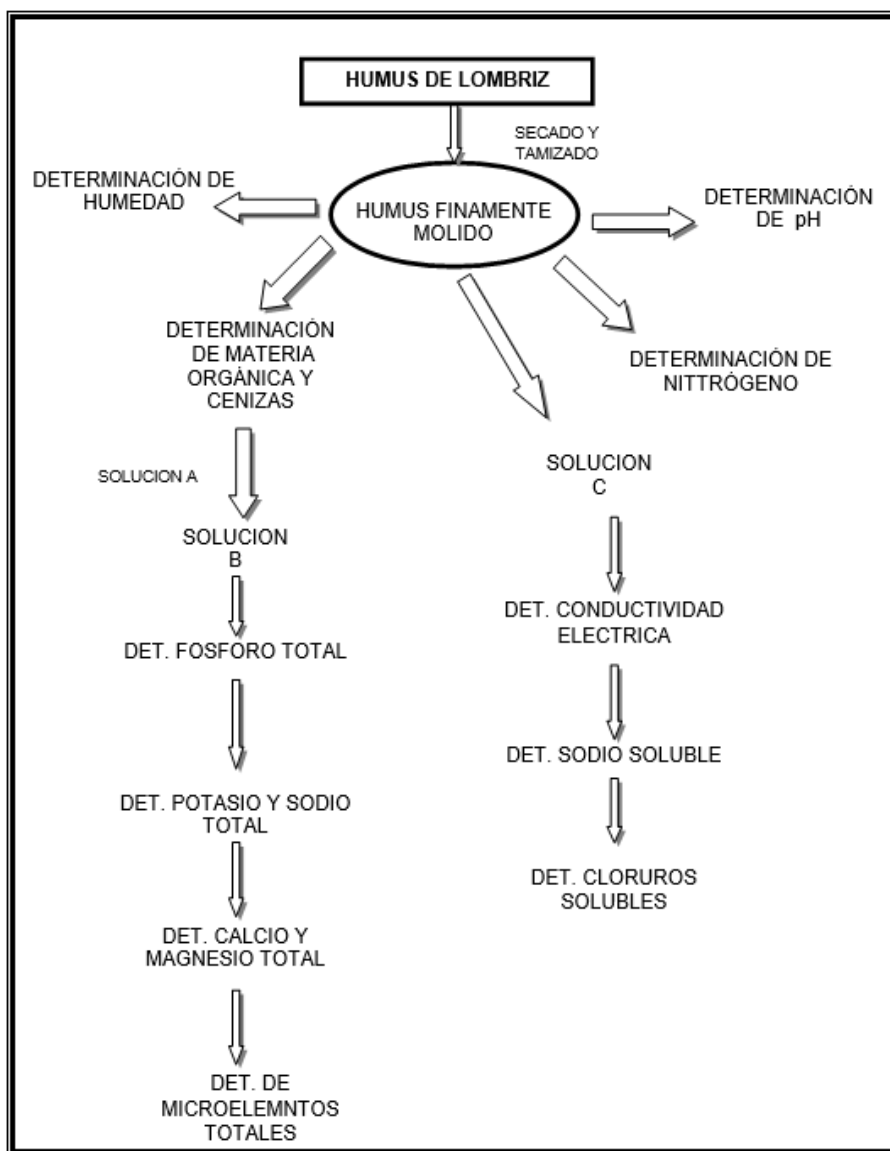 HUMUS DE LOMBRIZ
SECADO Y
TAMIZADO
DETERMINACIÓN DE
HUMEDAD
HUMUS FINAMENTE
MOLIDO
DETERMINACIÓN
DE pH
DETERMINACIÓN
DE MATERIA
ORGÁNICA Y
CENIZAS
DETERMINACIÓN DE
NITTRÓGENO
SOLUCION A
SOLUCION
B
SOLUCION
C
DET. FOSFORO TOTAL
DET. CONDUCTIVIDAD
ELECTRICA
DET. POTASIO Y SODIO
TOTAL
DET. SODIO SOLUBLE
DET. CALCIO Y
MAGNESIO TOTAL
DET. CLORUROS
SOLUBLES
DET. DE
MICROELEMNTOS
TOTALES